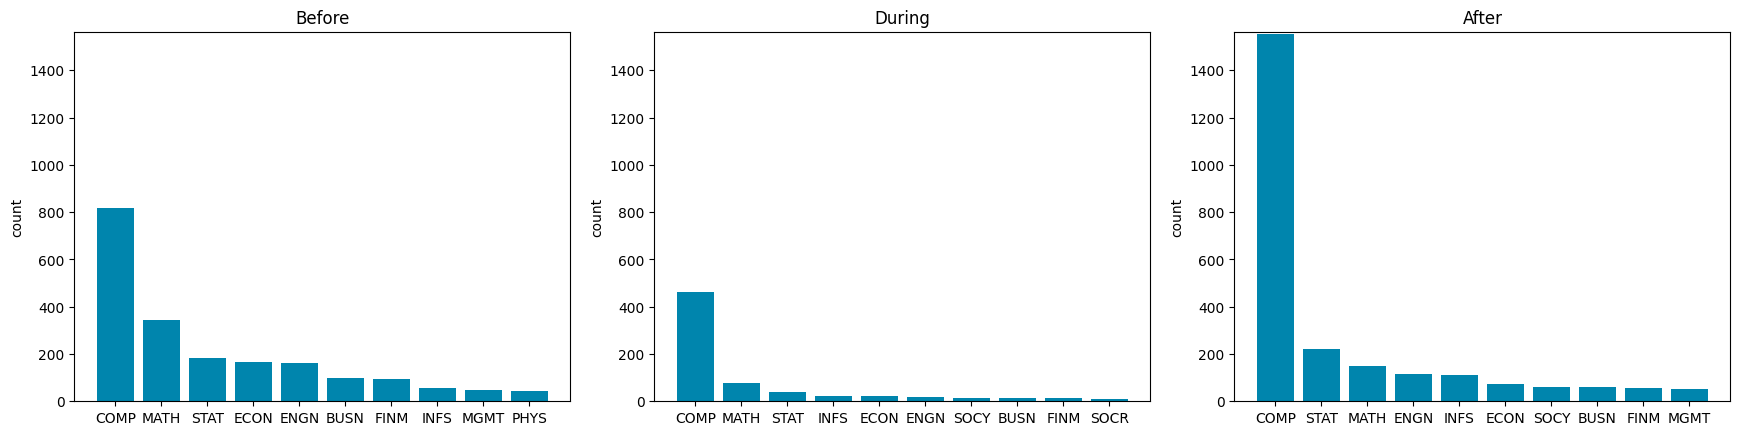 Before
count
1400
1200
1000
800
600
400
200
0
COMP MATH STAT ECON ENGN BUSN FINM INFS MGMT PHYS
During
count
1400
1200
1000
800
600
400
200
0
COMP MATH STAT INFS ECON ENGN SOCY BUSN FINM SOCR
After
count
1400
1200
1000
800
600
400
200
0
COMP STAT MATH ENGN INFS ECON SOCY BUSN FINM MGMT